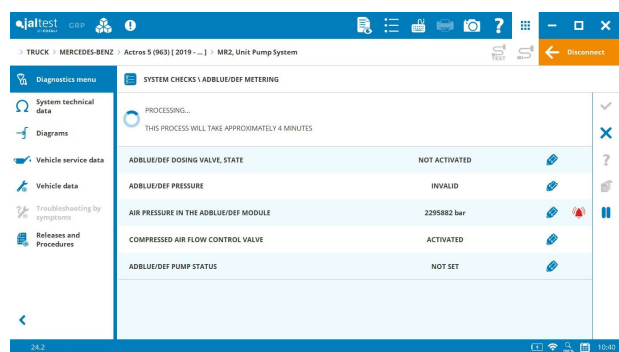 jaltest GRP
> TRUCK > MERCEDES-BENZ > Actros 5 (963) [ 2019 - ... ] > MR2, Unit Pump System
TEST
Disconnect
Diagnostics menu
SYSTEM CHECKS \ ADBLUE/DEF METERING
System technical
data
Diagrams
Vehicle service data
Vehicle data
Troubleshooting by
symptoms
Releases and
Procedures
PROCESSING...
THIS PROCESS WILL TAKE APPROXIMATELY 4 MINUTES
ADBLUE/DEF DOSING VALVE, STATE NOT ACTIVATED
ADBLUE/DEF PRESSURE INVALID
AIR PRESSURE IN THE ADBLUE/DEF MODULE 2295882 bar
COMPRESSED AIR FLOW CONTROL VALVE ACTIVATED
ADBLUE/DEF PUMP STATUS NOT SET
24.2
10:40